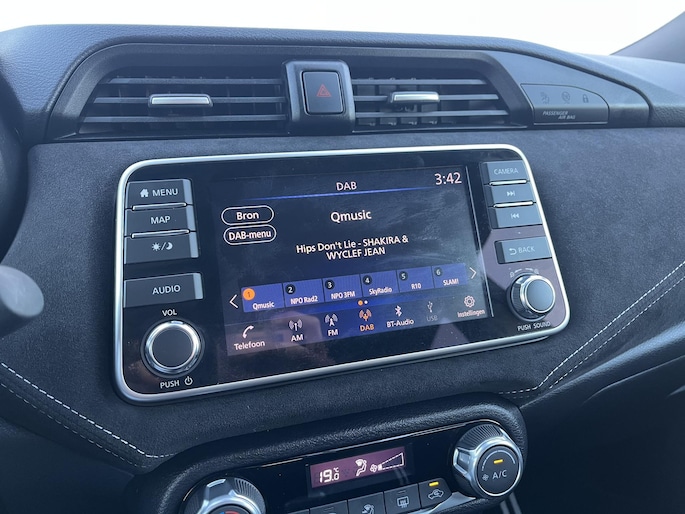 PASSENGER
AIR BAG
DAB
3:42
MENU
MAP
AUDIO
VOL
PUSH
Bron
DAB-menu
Qmusic
Hips Don't Lie - SHAKIRA &
WYCLEF JEAN
1 2 3 4 5 6
Qmusic NPO Rad2 NPO 3FM SkyRadio R10 SLAM!
Telefoon AM FM DAB BT-Audio USB Instellingen
CAMERA
BACK
PUSH SOUND
19.0 °C
A/C